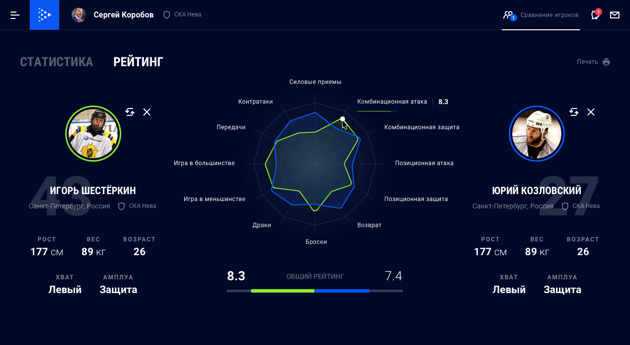 Сергей Коробов
СКА Нева
1
Сравнение игроков
1
СТАТИСТИКА
РЕЙТИНГ
Печать
Силовые приемы
Контратаки
Комбинационная атака
8.3
Передачи
Комбинационная защита
Игра в большинстве
Позиционная атака
Игра в меньшинстве
Позиционная защита
Драки
Возврат
Броски
43
ИГОРЬ ШЕСТЁРКИН
Санкт-Петербург, Россия
СКА Нева
РОСТ
ВЕС
ВОЗРАСТ
177 СМ
89 КГ
26
ХВАТ
АМПЛУА
Левый
Защита
8.3
ОБЩИЙ РЕЙТИНГ
7.4
27
ЮРИЙ КОЗЛОВСКИЙ
Санкт-Петербург, Россия
СКА Нева
РОСТ
ВЕС
ВОЗРАСТ
177 СМ
89 КГ
26
ХВАТ
АМПЛУА
Левый
Защита